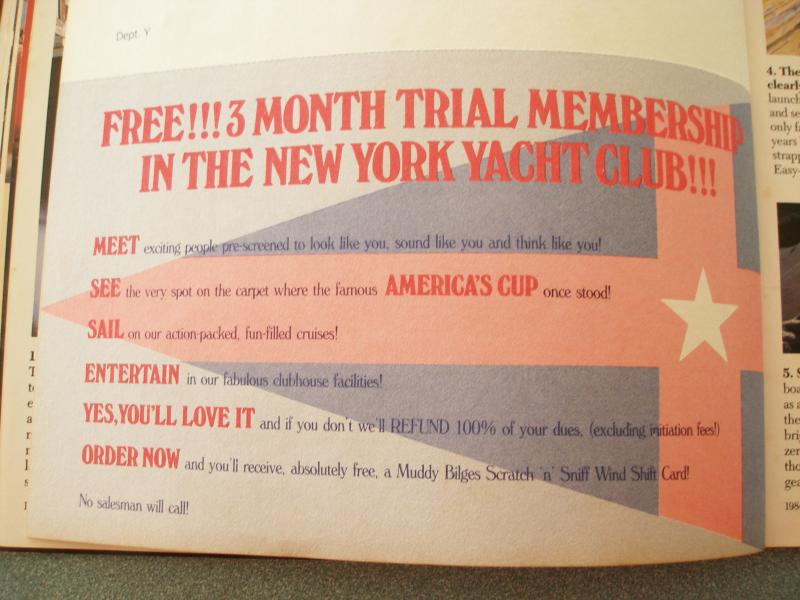 Dept. Y
FREE!!! 3 MONTH TRIAL MEMBERSHIP
IN THE NEW YORK YACHT CLUB!!!
MEET exciting people pre-screened to look like you, sound like you and think like you!
SEE the very spot on the carpet where the famous AMERICA'S CUP once stood!
SAIL on our action-packed, fun-filled cruises!
ENTERTAIN in our fabulous clubhouse facilities!
YES, YOU'LL LOVE IT and if you don't we'll REFUND 100% of your dues, (excluding initiation fees!)
ORDER NOW and you'll receive, absolutely free, a Muddy Bilges Scratch 'n' Sniff Wind Shift Card!
No salesman will call!
4. The
clearl
launch
and se
only f
years
strapp
Easy-
5. S
boa
as a
the
bri
zer
tho
gea
198